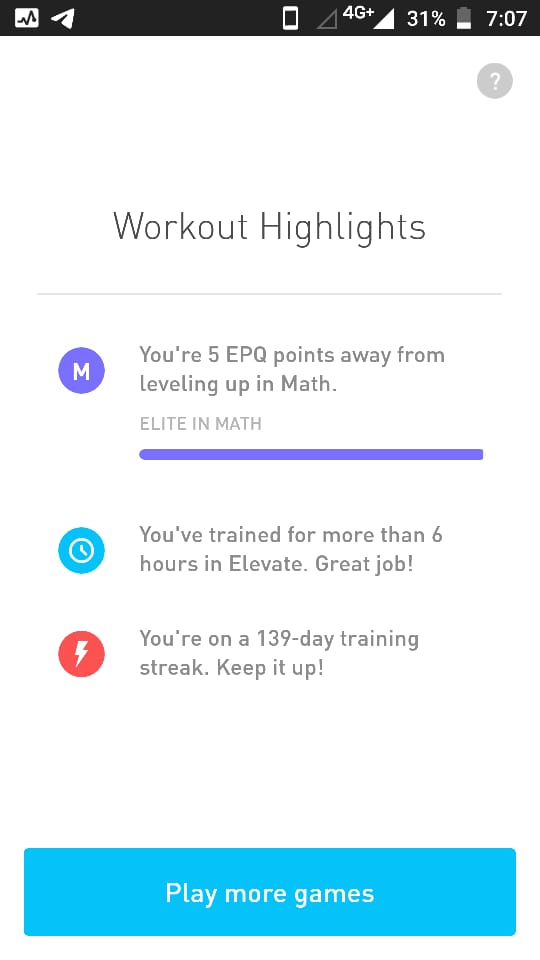 4G+ 31% 7:07
?
Workout Highlights
M
You're 5 EPQ points away from
leveling up in Math.
ELITE IN MATH
You've trained for more than 6
hours in Elevate. Great job!
You're on a 139-day training
streak. Keep it up!
Play more games